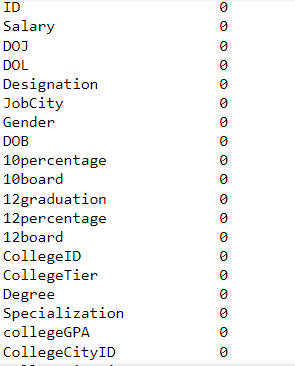 ID 0
Salary 0
DOJ 0
DOL 0
Designation 0
JobCity 0
Gender 0
DOB 0
10percentage 0
10board 0
12graduation 0
12percentage 0
12board 0
CollegeID 0
CollegeTier 0
Degree 0
Specialization 0
collegeGPA 0
CollegeCityID 0